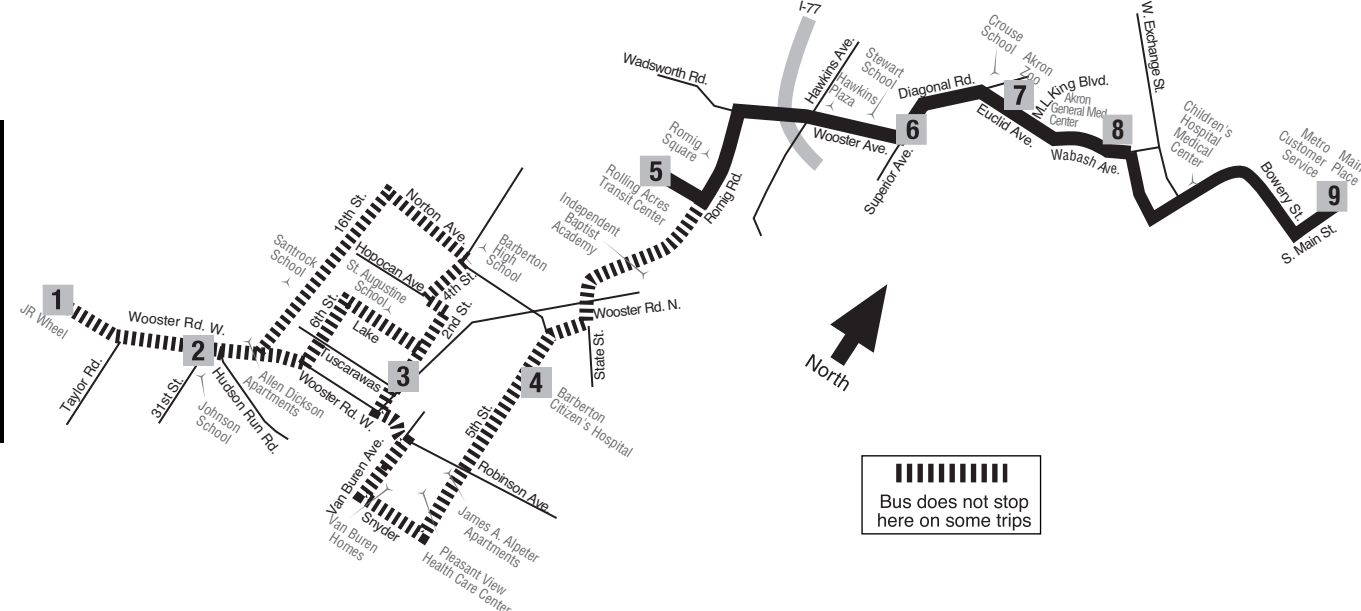 I-77
W. Exchange St.
Wadsworth Rd.
Hawkins Ave.
Stewart
School
Hawkins
Plaza
Crouse
School
Akron
Zoo
Diagonal Rd.
M.L.King Blvd.
Akron
General Med.
Center
7
Euclid Ave.
8
Wabash Ave.
Children's
Hospital
Medical
Center
Metro
Customer
Service
Main
Place
Bowery St.
9
S. Main St.
6
Wooster Ave.
Superior Ave.
Romig
Square
5
Rolling Acres
Transit Center
Romig Rd.
Independent
Baptist
Academy
16th St.
Norton Ave.
Hopocan Ave.
Barberton
High
School
4th St.
Santrock
School
St. Augustine
School
6th St.
Lake
2nd St.
Wooster Rd. N.
State St.
1
JR Wheel
Wooster Rd. W.
2
Taylor Rd.
31st St.
Hudson Run Rd.
Johnson
School
Allen Dickson
Apartments
Tuscarawas
Wooster Rd. W.
3
4
Barberton
Citizen's Hospital
5th St.
Van Buren Ave.
Robinson Ave.
Snyder
Van Buren
Homes
James A. Alpeter
Apartments
Pleasant View
Health Care Center
North
Bus does not stop
here on some trips